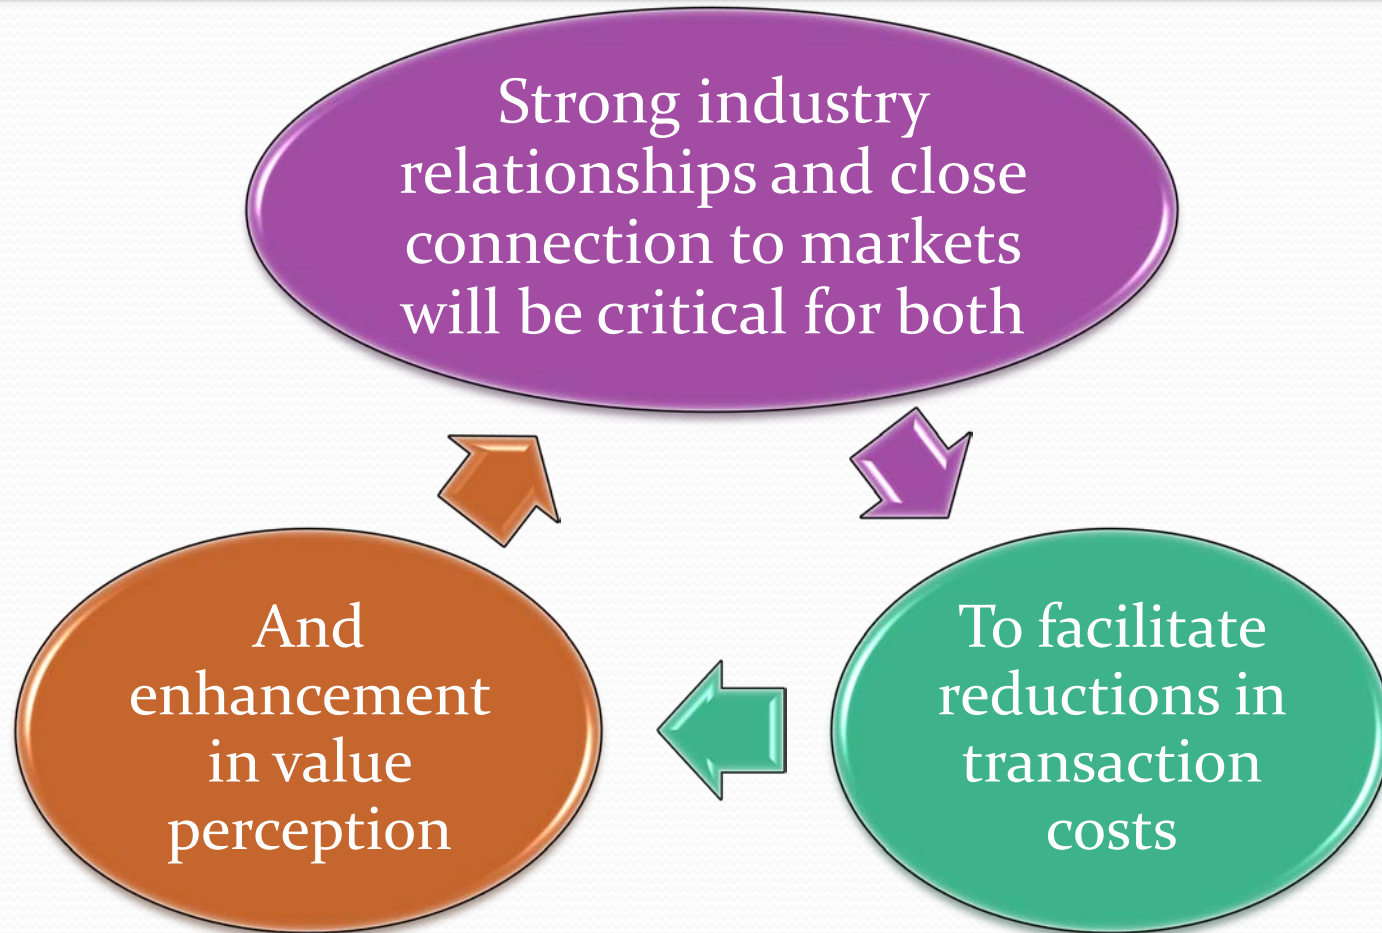 Strong industry
relationships and close
connection to markets
will be critical for both
To facilitate
reductions in
transaction
costs
And
enhancement
in value
perception